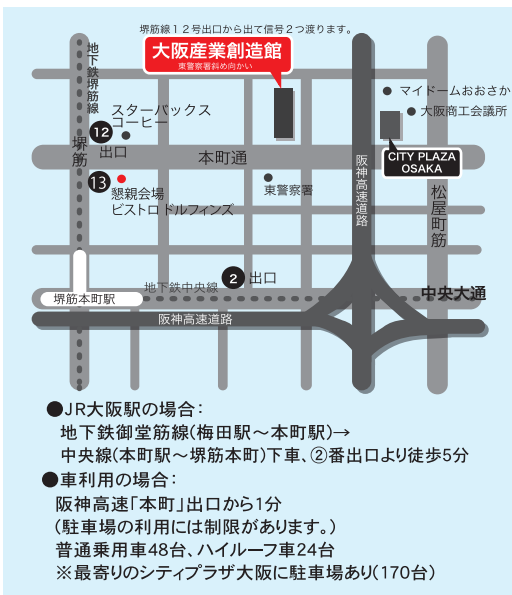 堺筋線１２号出口から出て信号２つ渡ります。
大阪産業創造館
東警察署斜め向かい
地下鉄堺筋線
マイドームおおさか
大阪商工会議所
スターバックス
コーヒー
12
出口
堺筋
本町通
CITY PLAZA
OSAKA
阪神高速道路
13
懇親会場
ビストロ ドルフィンズ
東警察署
松屋町筋
2 出口
地下鉄中央線
中央大通
堺筋本町駅
阪神高速道路
●JR大阪駅の場合：
地下鉄御堂筋線(梅田駅～本町駅)→
中央線(本町駅～堺筋本町)下車、②番出口より徒歩5分
●車利用の場合：
阪神高速「本町」出口から1分
(駐車場の利用には制限があります。)
普通乗用車48台、ハイルーフ車24台
※最寄りのシティプラザ大阪に駐車場あり(170台)